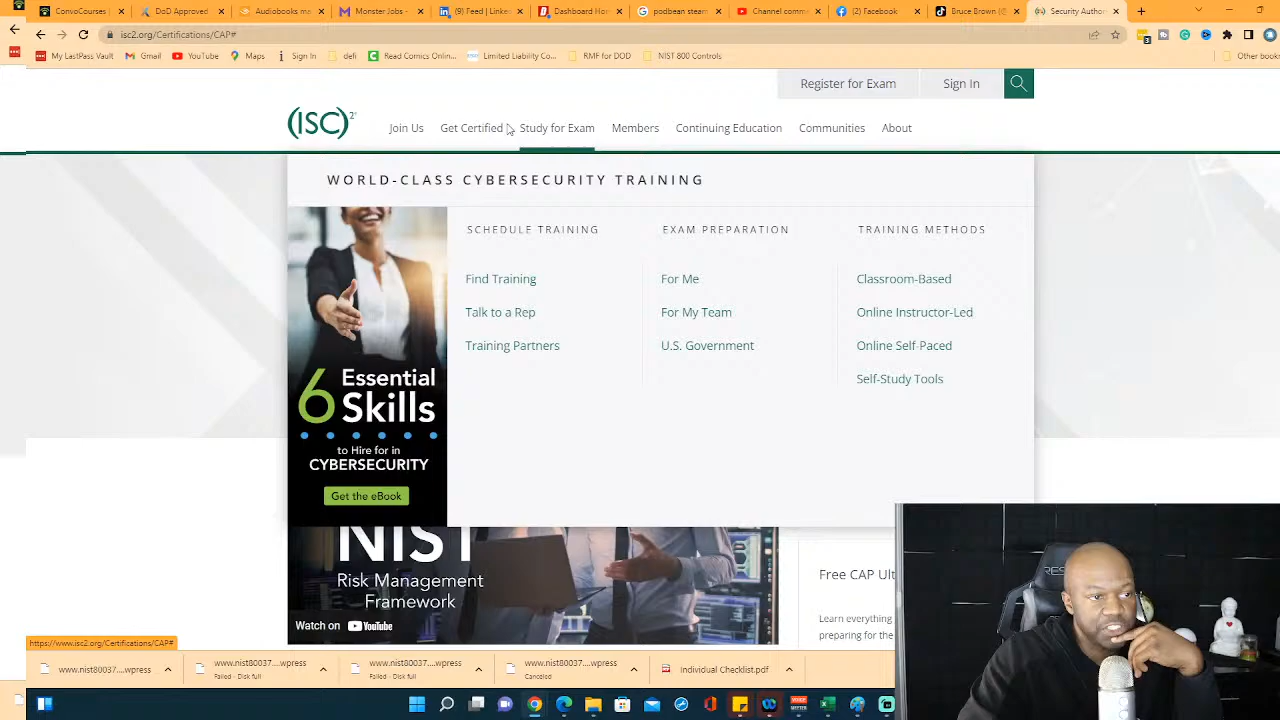 ConvoCourses |
DoD Approved
Audiobooks ma
Monster Jobs -
(9) Feed | Linke
Dashboard Hom
podbean steam
Channel comme
(2) Facebook
Bruce Brown (@
Security Author
isc2.org/Certifications/CAP#
My LastPass Vault
Gmail
YouTube
Maps
Sign In
defi
Read Comics Onlin...
Limited Liability Co...
RMF for DOD
NIST 800 Controls
Other book
Register for Exam
Sign In
(ISC)²
Join Us
Get Certified
Study for Exam
Members
Continuing Education
Communities
About
WORLD-CLASS CYBERSECURITY TRAINING
SCHEDULE TRAINING
Find Training
Talk to a Rep
Training Partners
EXAM PREPARATION
For Me
For My Team
U.S. Government
TRAINING METHODS
Classroom-Based
Online Instructor-Led
Online Self-Paced
Self-Study Tools
6 Essential
Skills
to Hire for in
CYBERSECURITY
Get the eBook
NIST
Risk Management
Framework
Watch on YouTube
Free CAP Ult
Learn everything
preparing for the
https://www.isc2.org/Certifications/CAP#
www.nist80037....wpress
www.nist80037....wpress
Failed - Disk full
www.nist80037....wpress
Failed - Disk full
www.nist80037....wpress
Canceled
Individual Checklist.pdf